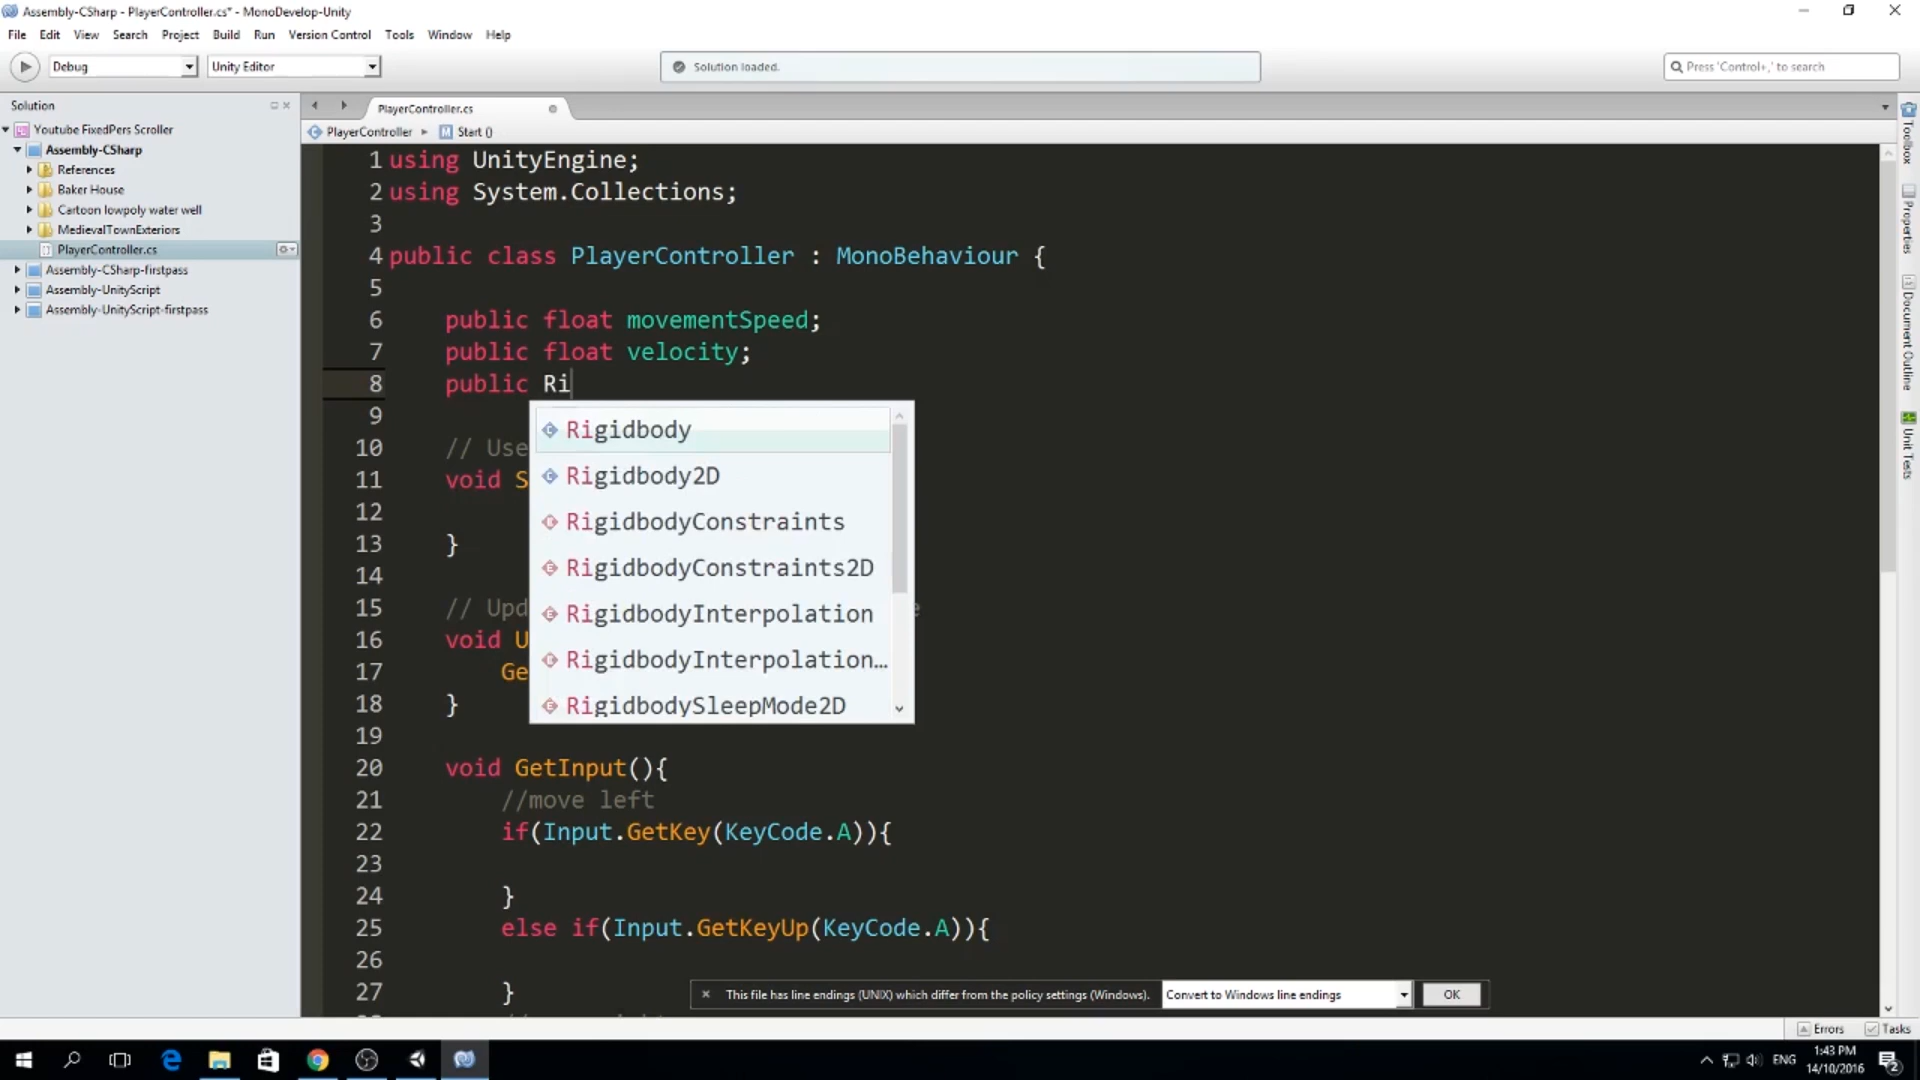 Assembly-CSharp - PlayerController.cs* - MonoDevelop-Unity
File Edit View Search Project Build Run Version Control Tools Window Help
Debug Unity Editor Solution loaded. Press 'Control+,' to search
Solution
Youtube FixedPers Scroller
Assembly-CSharp
References
Baker House
Cartoon lowpoly water well
MedievalTownExteriors
PlayerController.cs
Assembly-CSharp-firstpass
Assembly-UnityScript
Assembly-UnityScript-firstpass
PlayerController.cs
PlayerController Start ()
1 using UnityEngine;
2 using System.Collections;
3
4 public class PlayerController : MonoBehaviour {
5
6 public float movementSpeed;
7 public float velocity;
8 public Ri
9
10 // Use
11 void S
12
13 }
14
15 // Upd e
16 void U
17 Ge
18 }
19
20 void GetInput(){
21 //move left
22 if(Input.GetKey(KeyCode.A)){
23
24 }
25 else if(Input.GetKeyUp(KeyCode.A)){
26
27 }
Rigidbody
Rigidbody2D
RigidbodyConstraints
RigidbodyConstraints2D
RigidbodyInterpolation
RigidbodyInterpolation...
RigidbodySleepMode2D
This file has line endings (UNIX) which differ from the policy settings (Windows). Convert to Windows line endings OK
Toolbox
Properties
Document Outline
Unit Tests
Errors Tasks
ENG
1:43 PM
14/10/2016
2